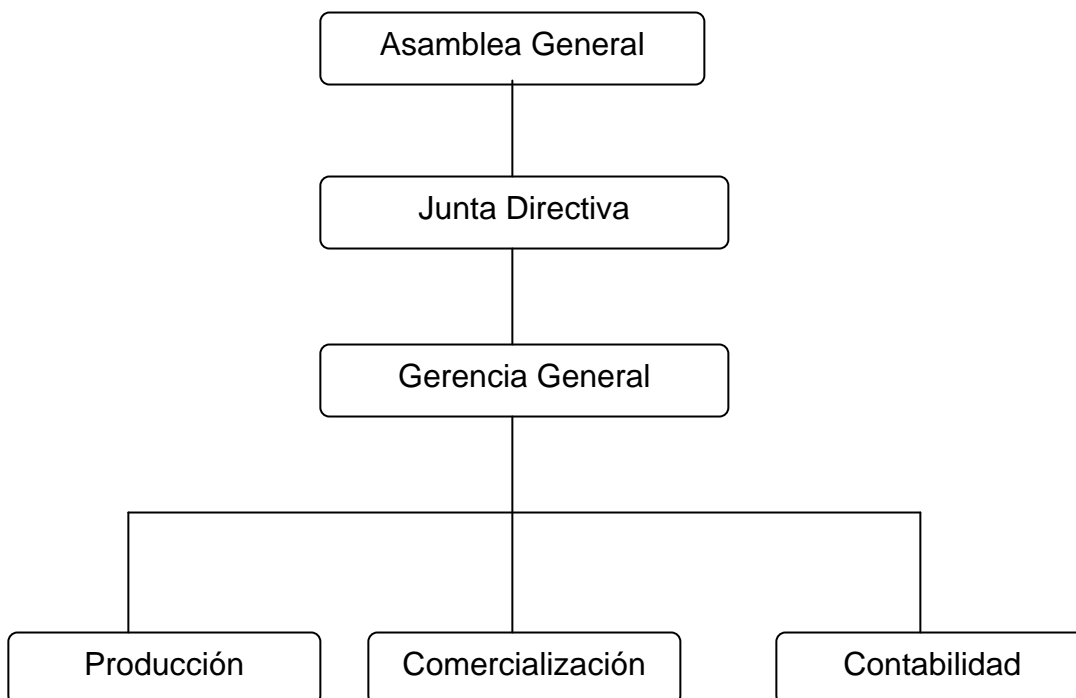 Asamblea General
Junta Directiva
Gerencia General
Producción
Comercialización
Contabilidad